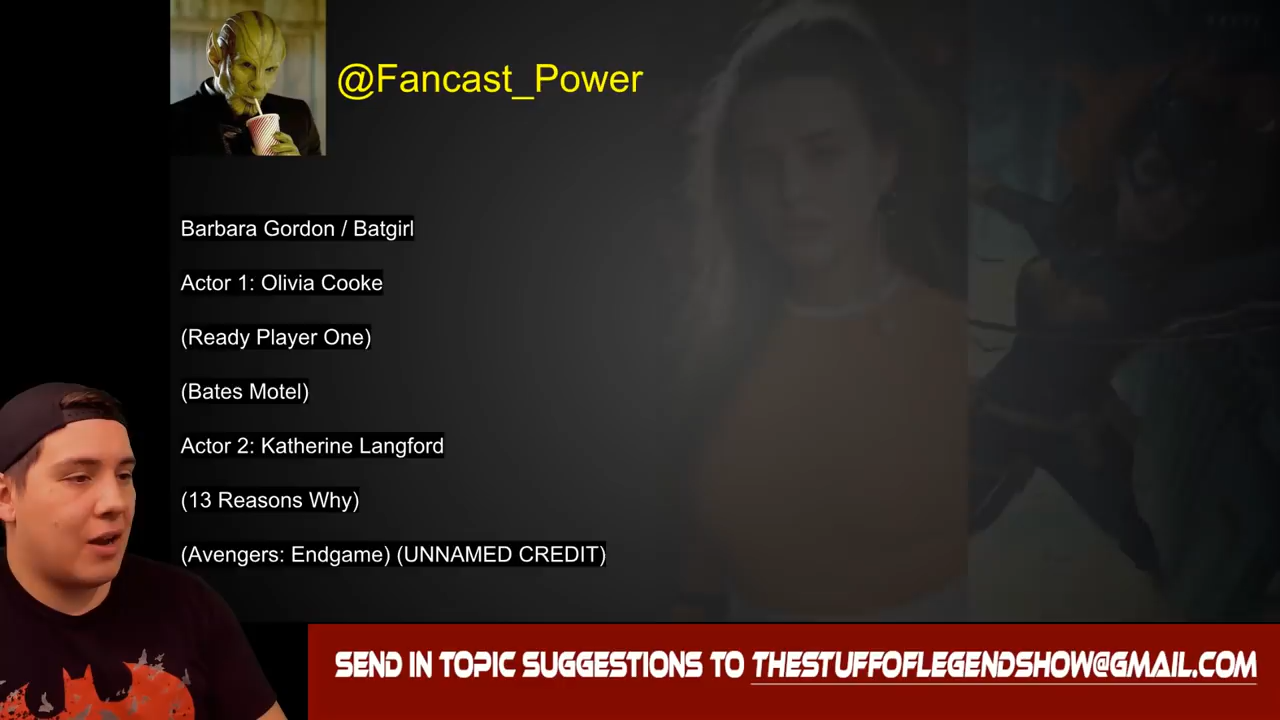 @Fancast_Power
Barbara Gordon / Batgirl
Actor 1: Olivia Cooke
(Ready Player One)
(Bates Motel)
Actor 2: Katherine Langford
(13 Reasons Why)
(Avengers: Endgame) (UNNAMED CREDIT)
SEND IN TOPIC SUGGESTIONS TO THESTUFFOFLEGENDSHOW@GMAIL.COM